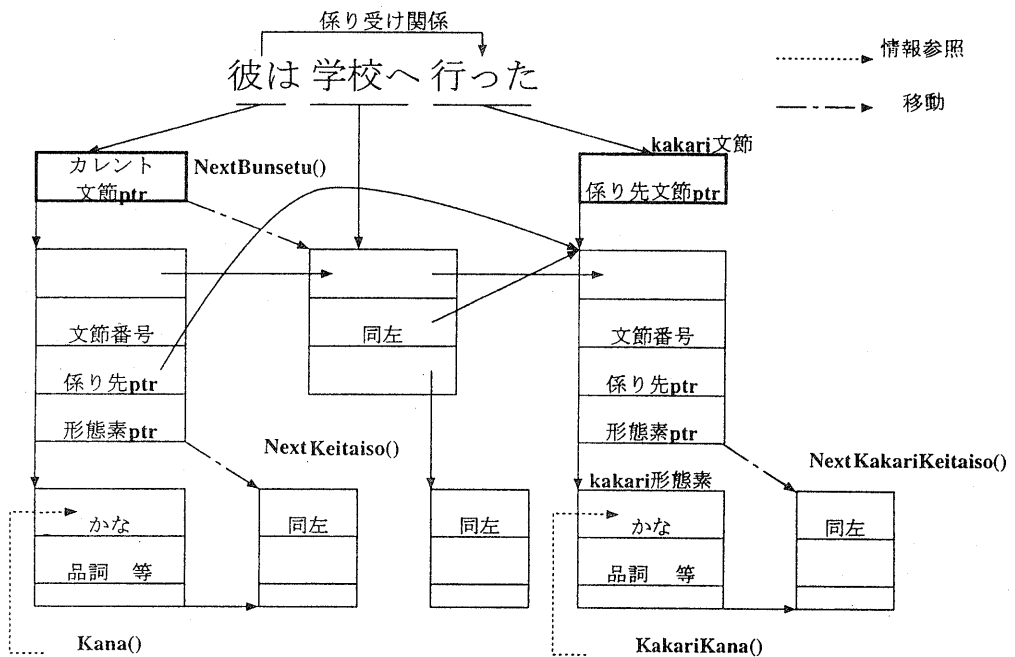 係り受け関係
彼は 学校へ 行った
情報参照
移動
カレント
文節ptr
NextBunsetu()
kakari文節
係り先文節ptr
文節番号
係り先ptr
形態素ptr
同左
文節番号
係り先ptr
形態素ptr
NextKeitaiso()
NextKakariKeitaiso()
kakari形態素
かな
品詞 等
同左
同左
かな
品詞 等
同左
Kana()
KakariKana()